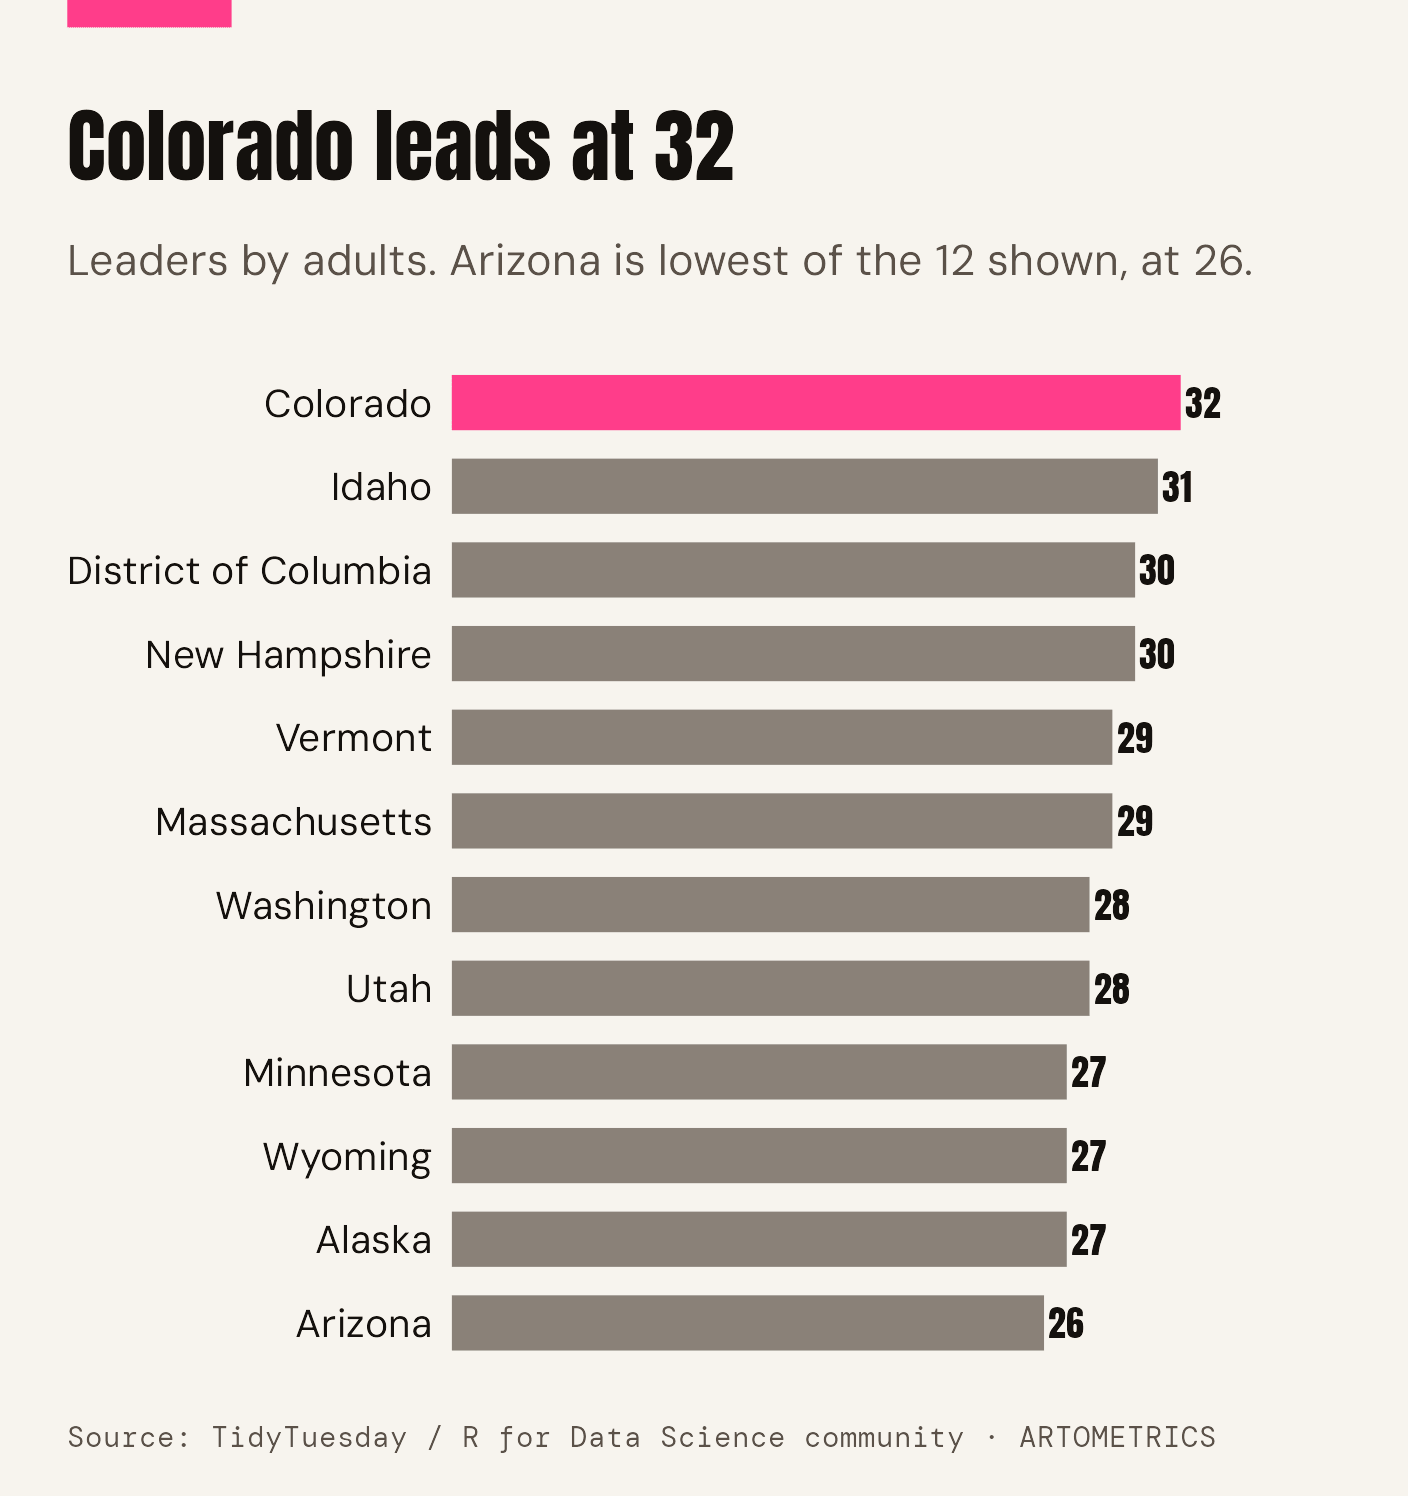 Colorado leads at 32
Leaders by adults. Arizona is lowest of the 12 shown, at 26.
Colorado 32
Idaho 31
District of Columbia 30
New Hampshire 30
Vermont 29
Massachusetts 29
Washington 28
Utah 28
Minnesota 27
Wyoming 27
Alaska 27
Arizona 26
Source: TidyTuesday / R for Data Science community · ARTOMETRICS